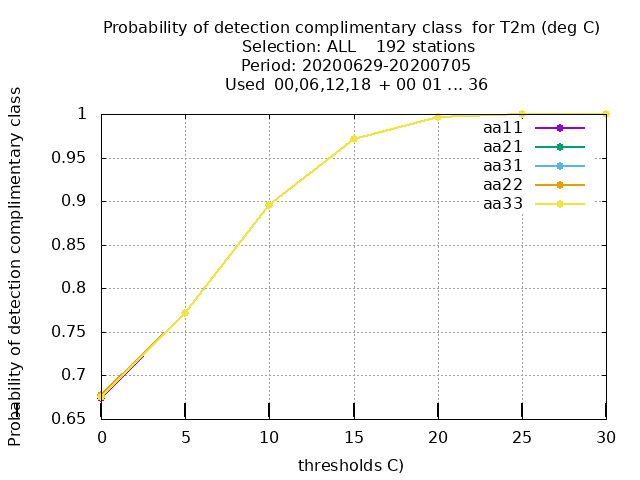 Probability of detection complimentary class for T2m (deg C)
Selection: ALL 192 stations
Period: 20200629-20200705
Used 00,06,12,18 + 00 01 ... 36
Probability of detection complimentary class
1
0.95
0.9
0.85
0.8
0.75
0.7
0.65
aa11
aa21
aa31
aa22
aa33
0 5 10 15 20 25 30
thresholds C)